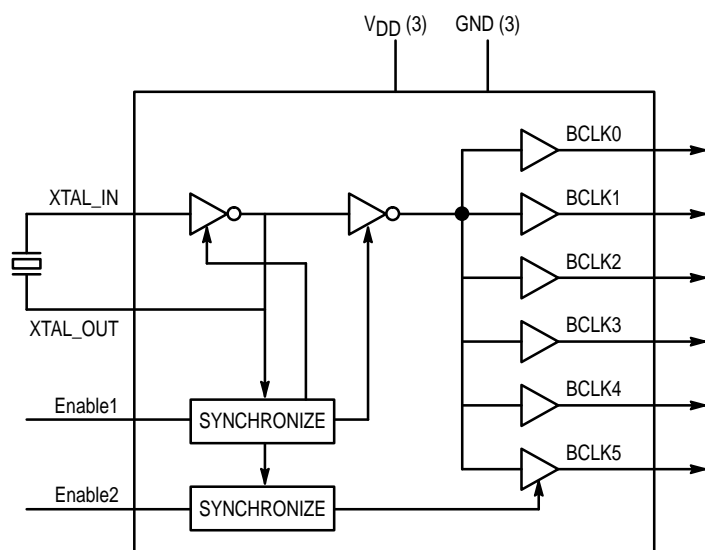 VDD (3) GND (3)
BCLK0
XTAL_IN
BCLK1
BCLK2
XTAL_OUT
BCLK3
Enable1
SYNCHRONIZE
BCLK4
BCLK5
Enable2
SYNCHRONIZE